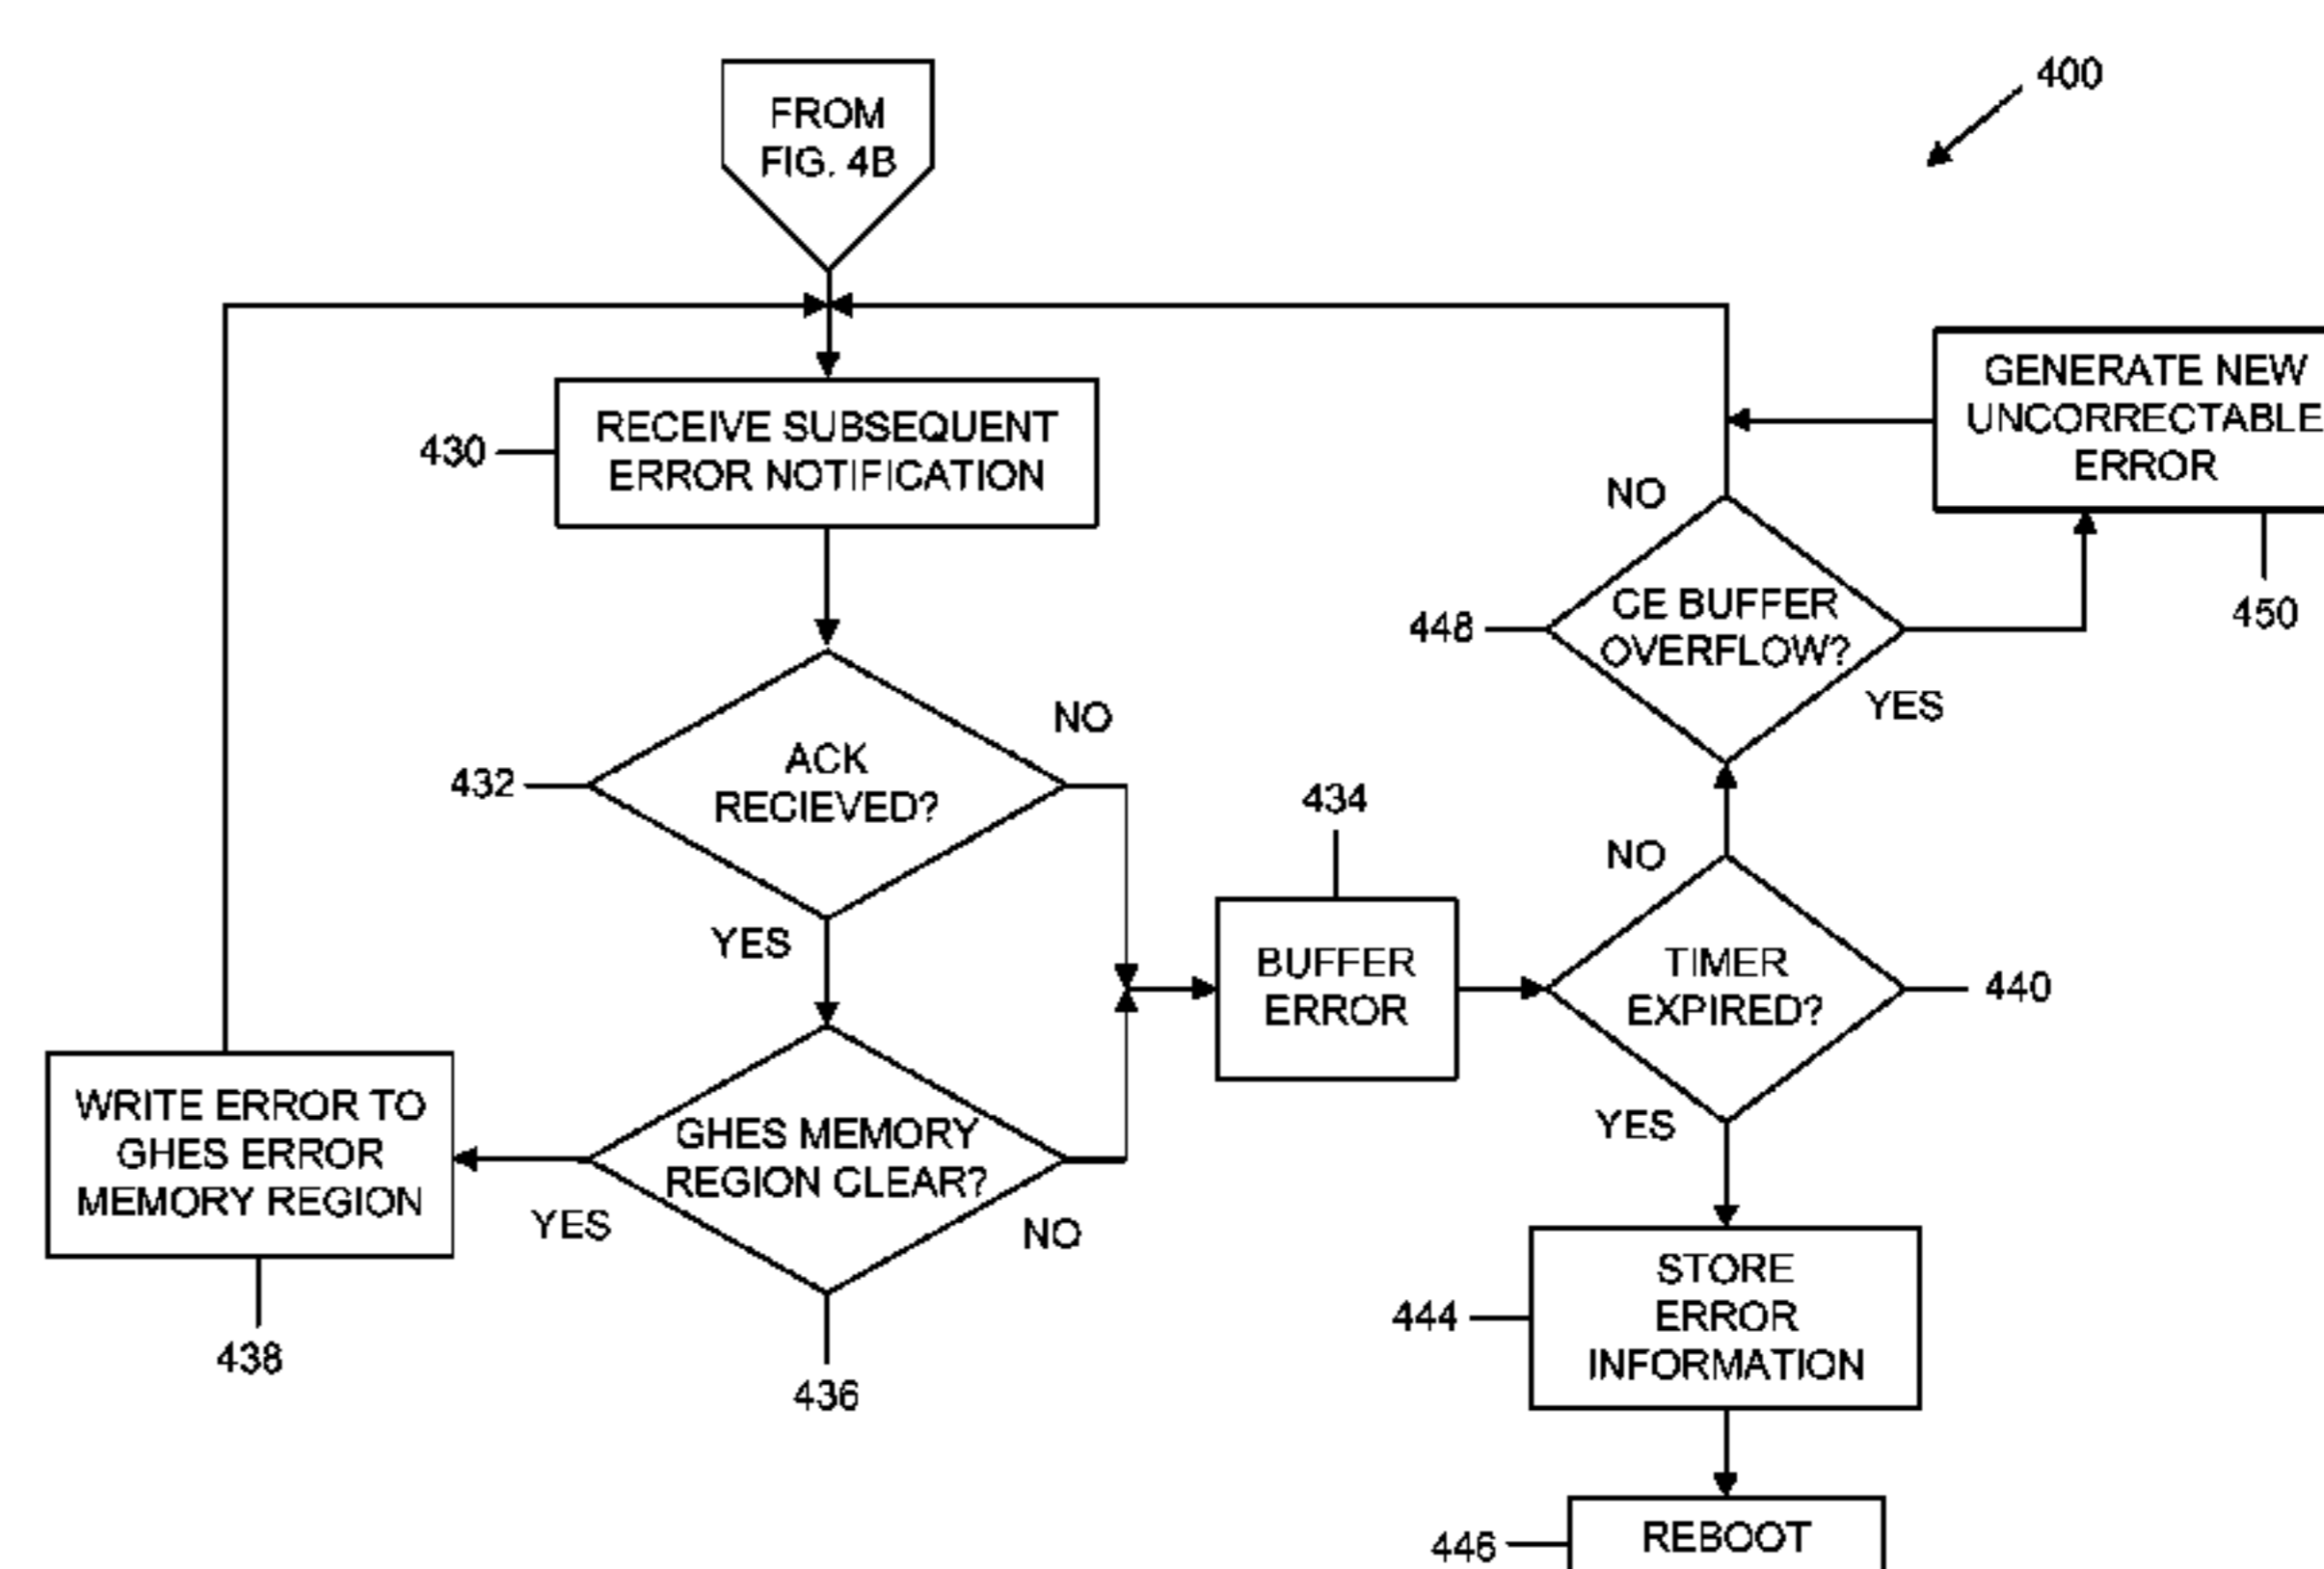 400
FROM
FIG. 4B
430
RECEIVE SUBSEQUENT
ERROR NOTIFICATION
GENERATE NEW
UNCORRECTABLE
ERROR
450
NO
448
CE BUFFER
OVERFLOW?
YES
432
ACK
RECIEVED?
NO
YES
434
BUFFER
ERROR
NO
TIMER
EXPIRED?
440
YES
WRITE ERROR TO
GHES ERROR
MEMORY REGION
438
YES
GHES MEMORY
REGION CLEAR?
NO
436
444
STORE
ERROR
INFORMATION
446
REBOOT